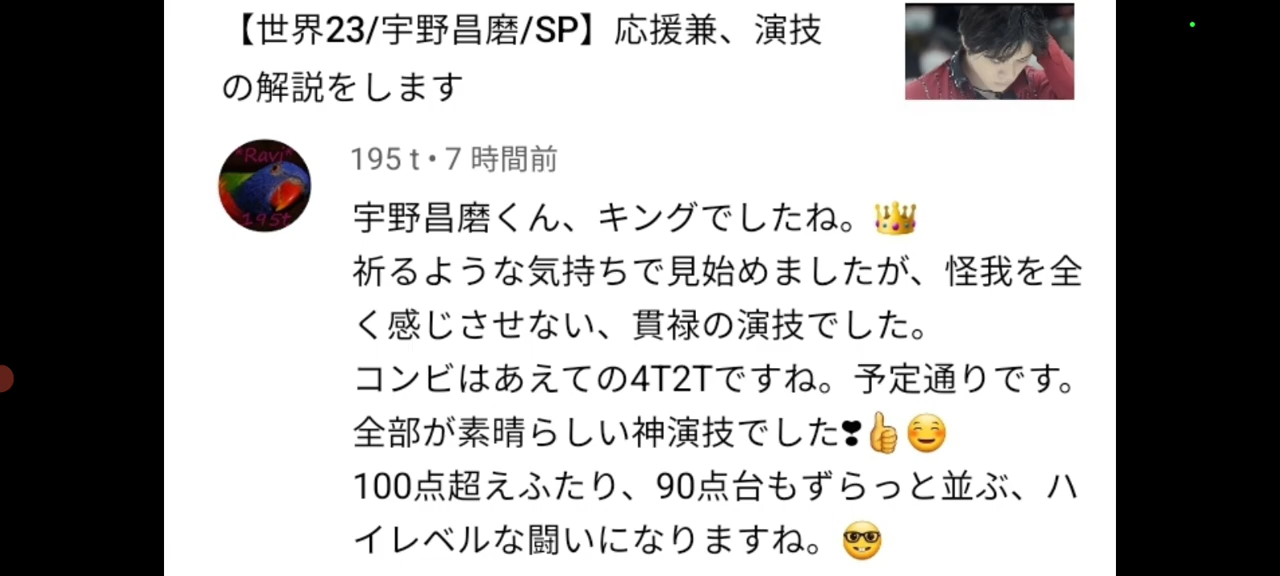 【世界23/宇野昌磨/SP】応援兼、演技
の解説をします
*Ravi*
195t
195 t • 7 時間前
宇野昌磨くん、キングでしたね。👑
祈るような気持ちで見始めましたが、怪我を全
く感じさせない、貫禄の演技でした。
コンビはあえての4T2Tですね。予定通りです。
全部が素晴らしい神演技でした❣👍😊
100点超えふたり、90点台もずらっと並ぶ、ハ
イレベルな闘いになりますね。🤓